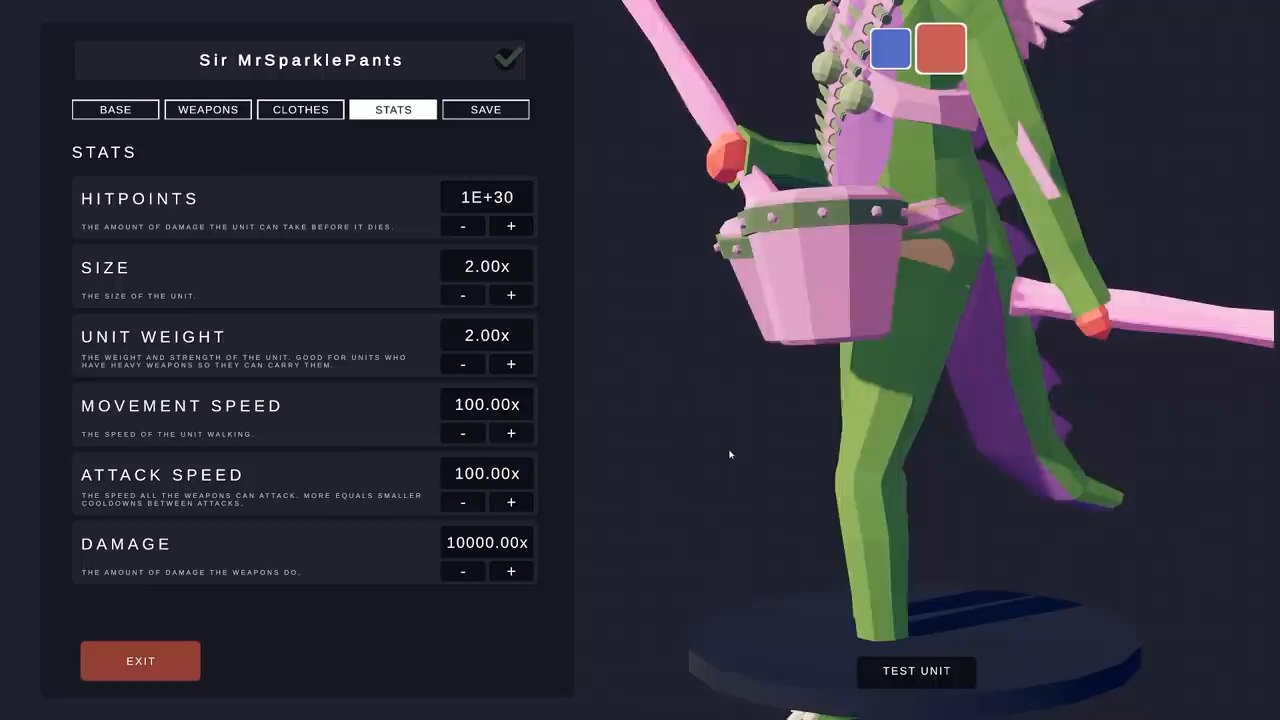 Sir MrSparklePants
BASE
WEAPONS
CLOTHES
STATS
SAVE
STATS
HITPOINTS
1E+30
THE AMOUNT OF DAMAGE THE UNIT CAN TAKE BEFORE IT DIES.
- +
SIZE
2.00x
THE SIZE OF THE UNIT.
- +
UNIT WEIGHT
2.00x
THE WEIGHT AND STRENGTH OF THE UNIT. GOOD FOR UNITS WHO
HAVE HEAVY WEAPONS SO THEY CAN CARRY THEM.
- +
MOVEMENT SPEED
100.00x
THE SPEED OF THE UNIT WALKING.
- +
ATTACK SPEED
100.00x
THE SPEED ALL THE WEAPONS CAN ATTACK. MORE EQUALS SMALLER
COOLDOWNS BETWEEN ATTACKS.
- +
DAMAGE
10000.00x
THE AMOUNT OF DAMAGE THE WEAPONS DO.
- +
EXIT
TEST UNIT